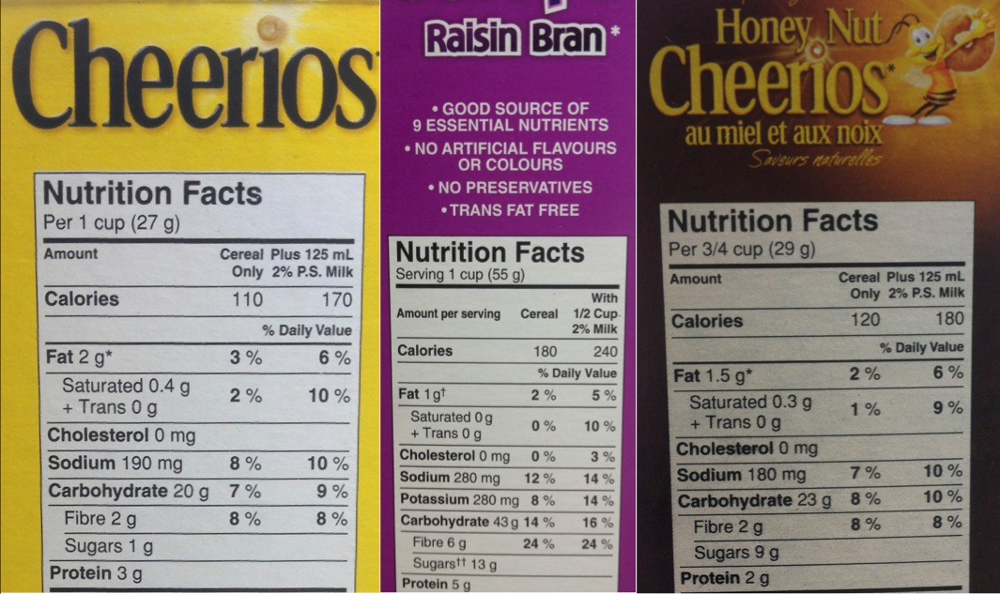 Cheerios
Nutrition Facts
Per 1 cup (27 g)
Amount Cereal Only Plus 125 mL 2% P.S. Milk
Calories 110 170
% Daily Value
Fat 2 g* 3 % 6 %
Saturated 0.4 g
+ Trans 0 g 2 % 10 %
Cholesterol 0 mg
Sodium 190 mg 8 % 10 %
Carbohydrate 20 g 7 % 9 %
Fibre 2 g 8 % 8 %
Sugars 1 g
Protein 3 g
Raisin Bran*
• GOOD SOURCE OF
9 ESSENTIAL NUTRIENTS
• NO ARTIFICIAL FLAVOURS
OR COLOURS
• NO PRESERVATIVES
• TRANS FAT FREE
Nutrition Facts
Serving 1 cup (55 g)
Amount per serving Cereal With 1/2 Cup 2% Milk
Calories 180 240
% Daily Value
Fat 1g† 2 % 5 %
Saturated 0g
+ Trans 0 g 0 % 10 %
Cholesterol 0 mg 0 % 3 %
Sodium 280 mg 12 % 14 %
Potassium 280 mg 8 % 14 %
Carbohydrate 43g 14 % 16 %
Fibre 6 g 24 % 24 %
Sugars†† 13 g
Protein 5 g
Honey Nut
Cheerios*
au miel et aux noix
Saveurs naturelles
Nutrition Facts
Per 3/4 cup (29 g)
Amount Cereal Only Plus 125 mL 2% P.S. Milk
Calories 120 180
% Daily Value
Fat 1.5 g* 2 % 6 %
Saturated 0.3 g
+ Trans 0 g 1 % 9 %
Cholesterol 0 mg
Sodium 180 mg 7 % 10 %
Carbohydrate 23 g 8 % 10 %
Fibre 2 g 8 % 8 %
Sugars 9 g
Protein 2 g